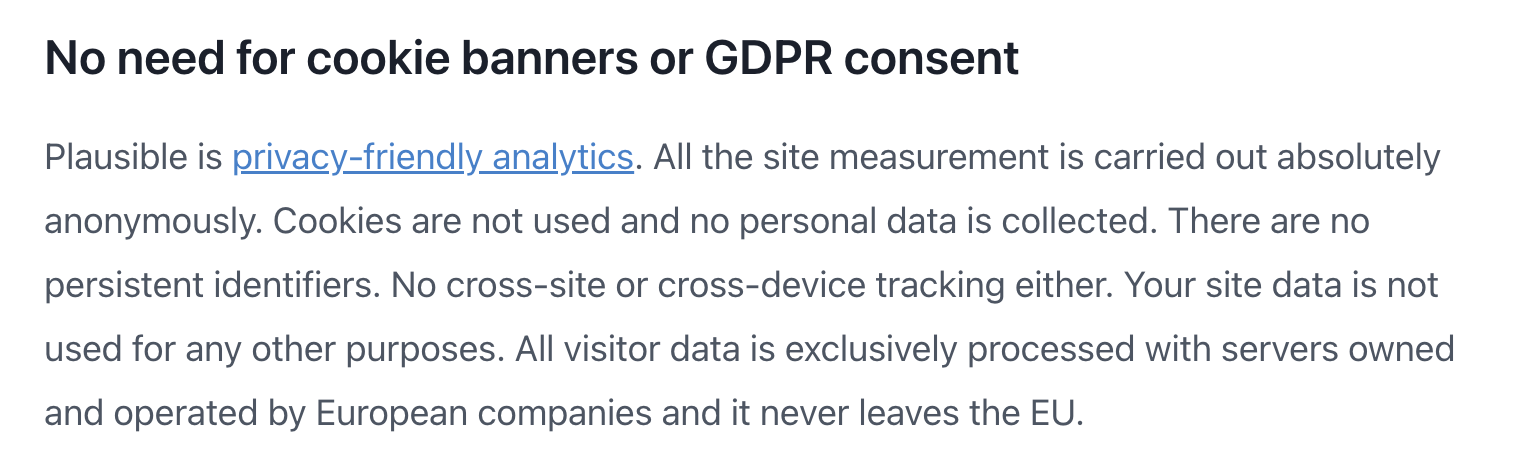 No need for cookie banners or GDPR consent
Plausible is privacy-friendly analytics. All the site measurement is carried out absolutely
anonymously. Cookies are not used and no personal data is collected. There are no
persistent identifiers. No cross-site or cross-device tracking either. Your site data is not
used for any other purposes. All visitor data is exclusively processed with servers owned
and operated by European companies and it never leaves the EU.